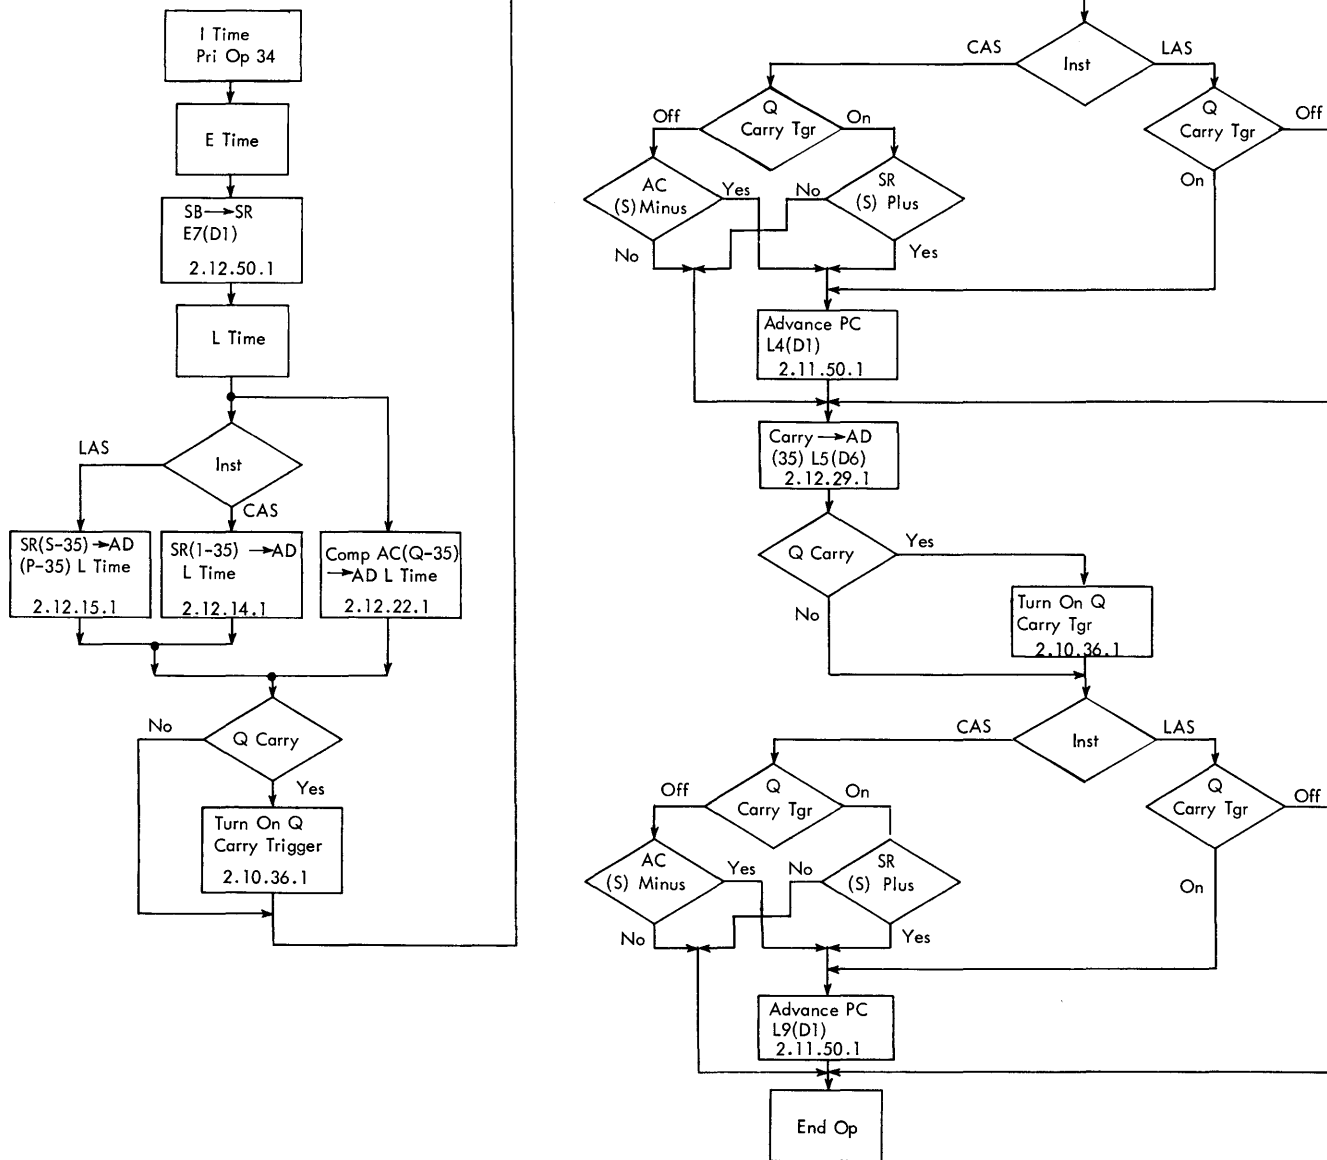 I Time
Pri Op 34
E Time
SB→SR
E7(D1)
2.12.50.1
L Time
LAS
Inst
CAS
SR(S-35)→AD
(P-35) L Time
2.12.15.1
SR(1-35) →AD
L Time
2.12.14.1
Comp AC(Q-35)
→AD L Time
2.12.22.1
No
Q Carry
Yes
Turn On Q
Carry Trigger
2.10.36.1
CAS
Inst
LAS
Off
Q
Carry Tgr
On
Q
Carry Tgr
Off
On
AC
(S) Minus
Yes
No
No
SR
(S) Plus
Yes
Advance PC
L4(D1)
2.11.50.1
Carry→AD
(35) L5(D6)
2.12.29.1
Q Carry
Yes
No
Turn On Q
Carry Tgr
2.10.36.1
CAS
Inst
LAS
Off
Q
Carry Tgr
On
Q
Carry Tgr
Off
On
AC
(S) Minus
Yes
No
No
SR
(S) Plus
Yes
Advance PC
L9(D1)
2.11.50.1
End Op